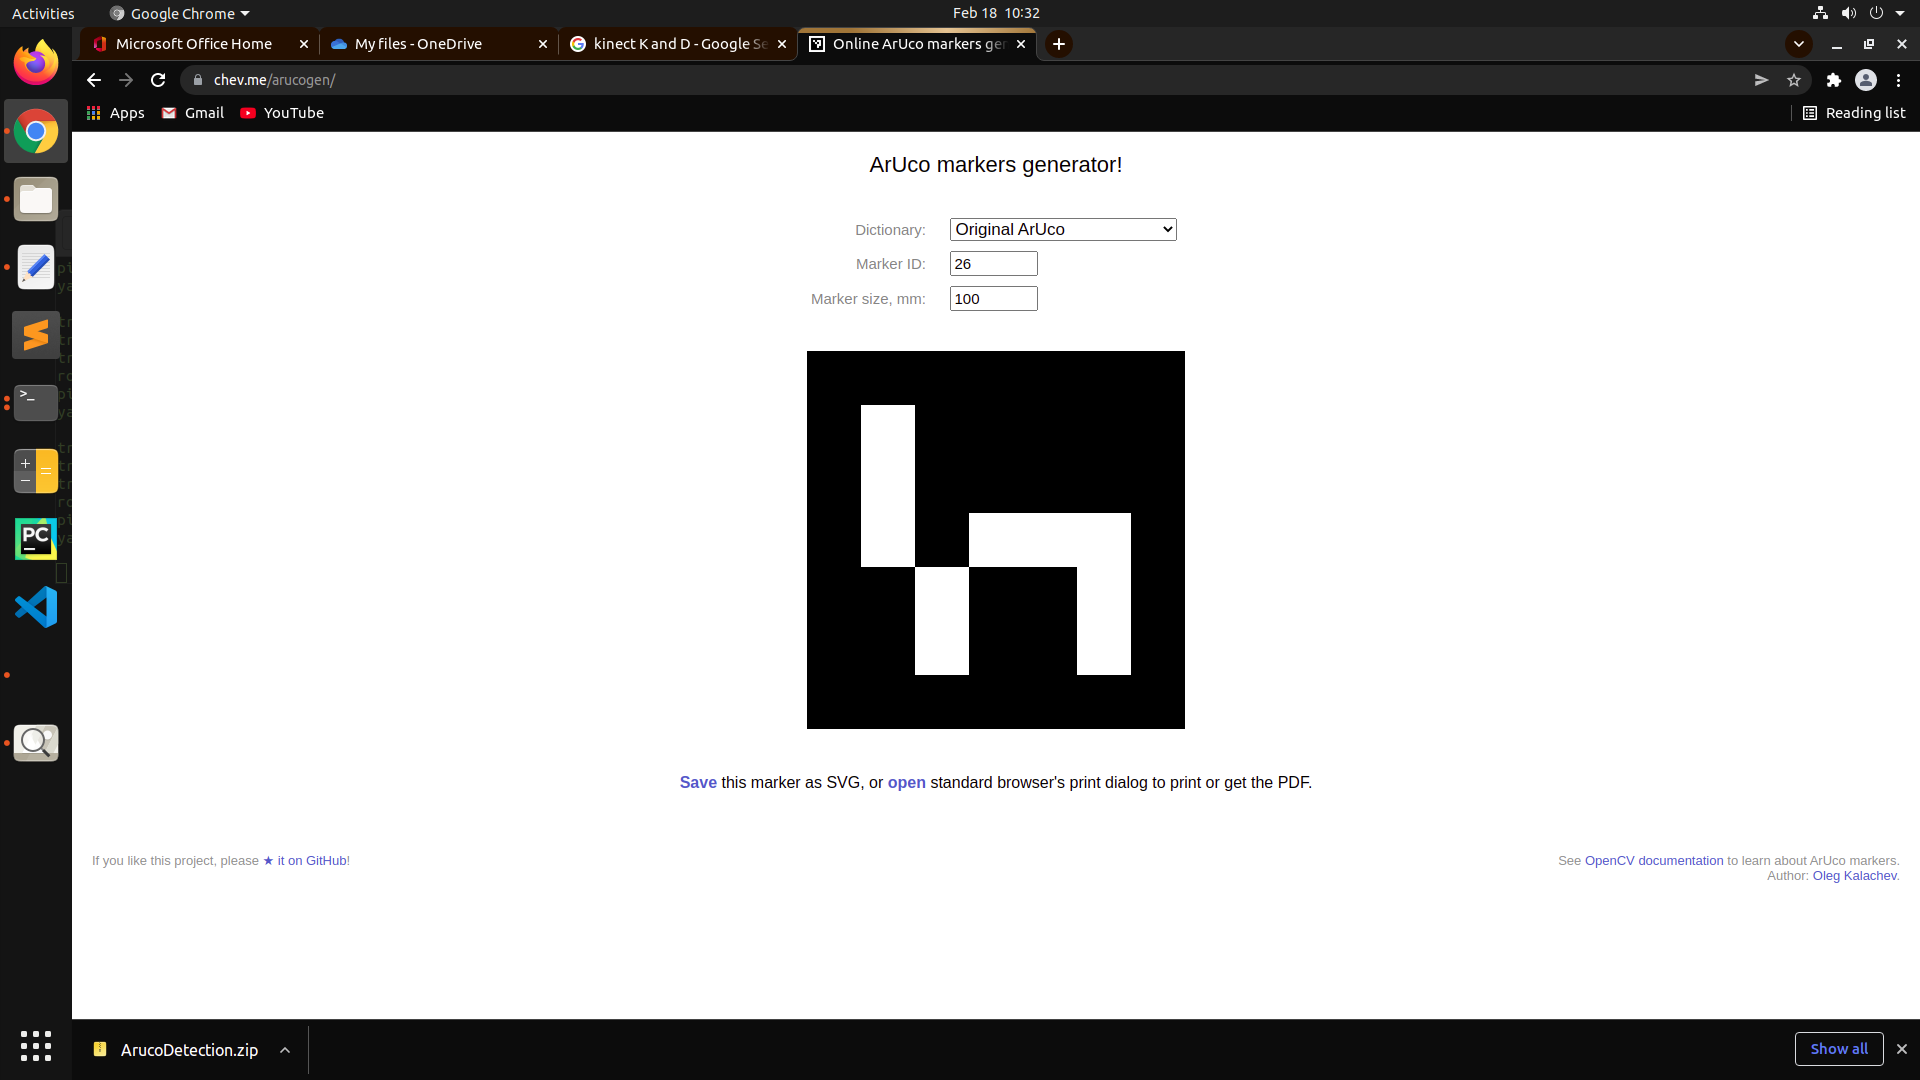 Activities
Google Chrome
Feb 18 10:32
Microsoft Office Home
My files - OneDrive
kinect K and D - Google Se
Online ArUco markers ger
chev.me/arucogen/
Apps
Gmail
YouTube
Reading list
ArUco markers generator!
Dictionary: Original ArUco
Marker ID: 26
Marker size, mm: 100
Save this marker as SVG, or open standard browser's print dialog to print or get the PDF.
If you like this project, please ★ it on GitHub!
See OpenCV documentation to learn about ArUco markers.
Author: Oleg Kalachev.
PC
ArucoDetection.zip
Show all